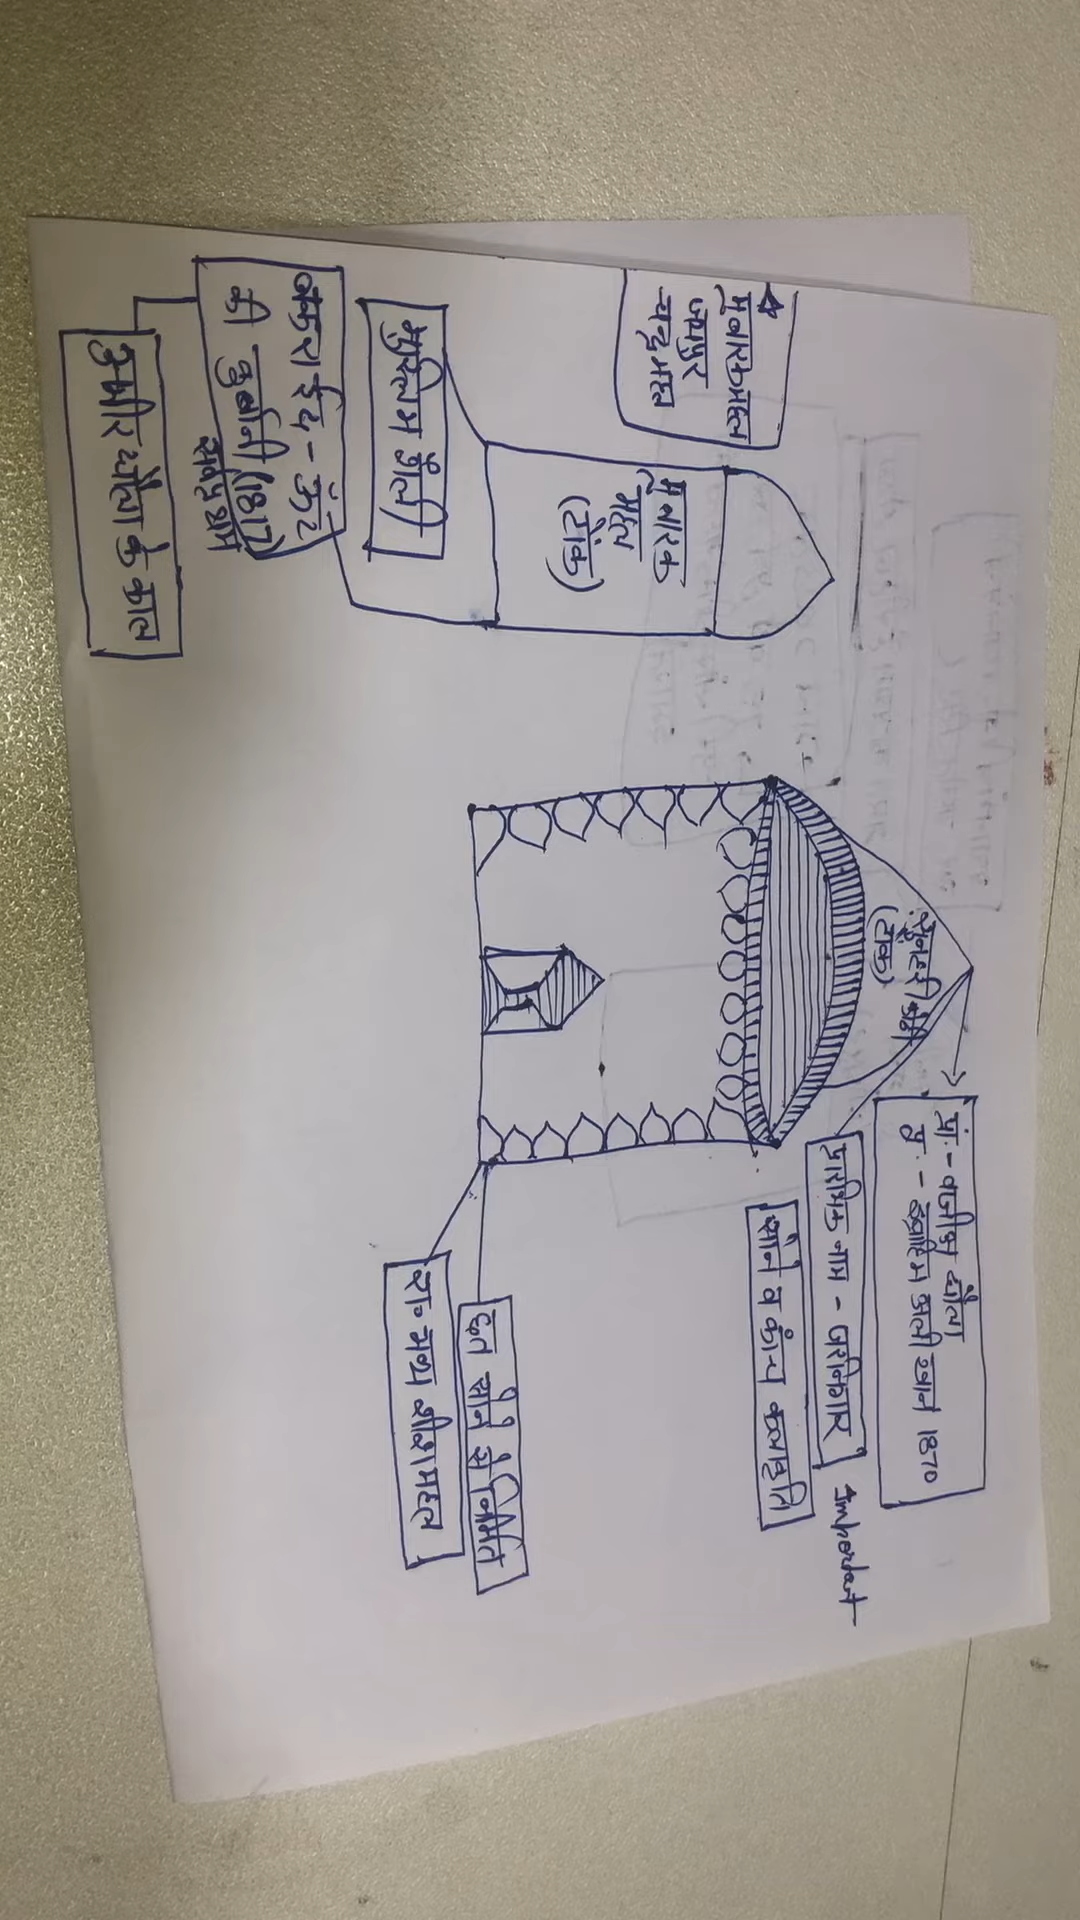 मुबारक महल
जयपुर
चन्द्रमहल
मुबारक
महल
(टोंक)
मुस्लिम शैली
बकरा ईद - ऊँट
की कुर्बानी (1817)
सर्वप्रथम
अमीर खाँ के काल
सुनहरी कोठी
(टोंक)
प्रा. - वजीर दौला
पु. - इब्राहिम अली खान 1870
प्रारंभिक नाम - जरनिगार
Important
सोने व कांच कलाकृति
छत सोने से निर्मित
रा॰ भव्य शीशमहल